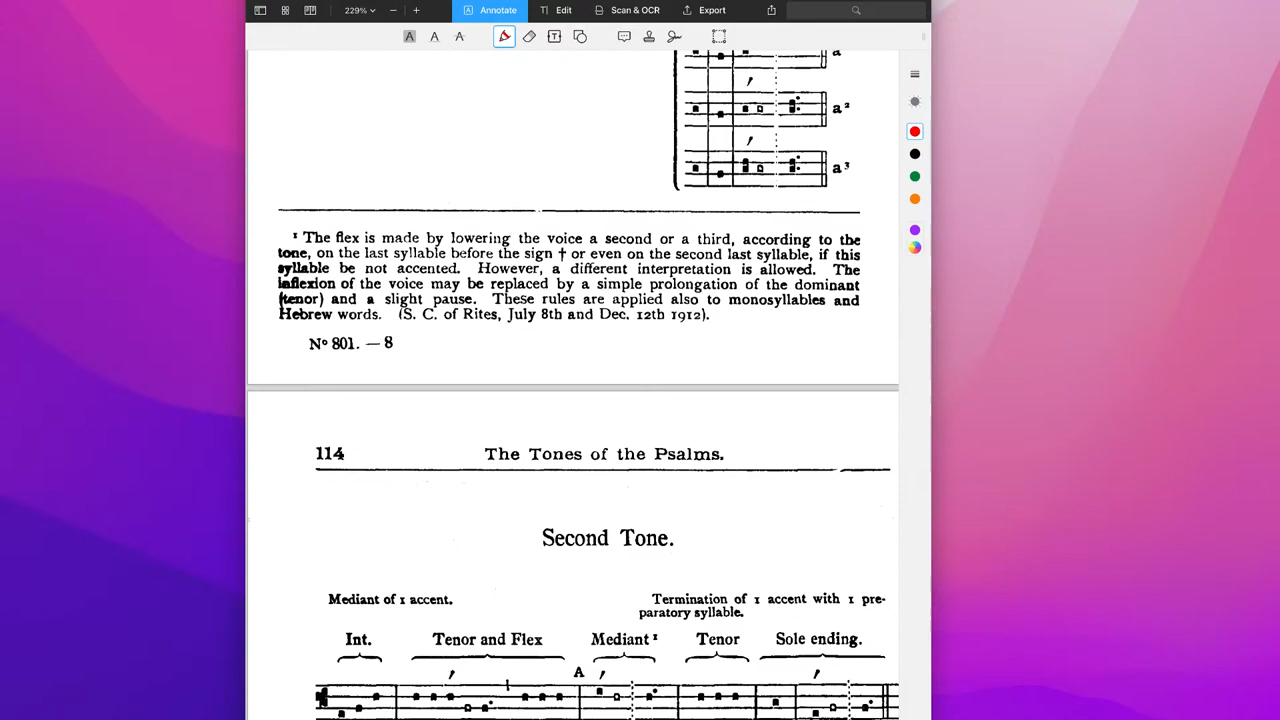 229%
Annotate
Edit
Scan & OCR
Export
A A A T
a
a²
a³
¹ The flex is made by lowering the voice a second or a third, according to the
tone, on the last syllable before the sign † or even on the second last syllable, if this
syllable be not accented. However, a different interpretation is allowed. The
inflexion of the voice may be replaced by a simple prolongation of the dominant
(tenor) and a slight pause. These rules are applied also to monosyllables and
Hebrew words. (S. C. of Rites, July 8th and Dec. 12th 1912).
Nº 801. — 8
114 The Tones of the Psalms.
Second Tone.
Mediant of 1 accent.
Termination of 1 accent with 1 pre-
paratory syllable.
Int. Tenor and Flex Mediant ¹ Tenor Sole ending.
A